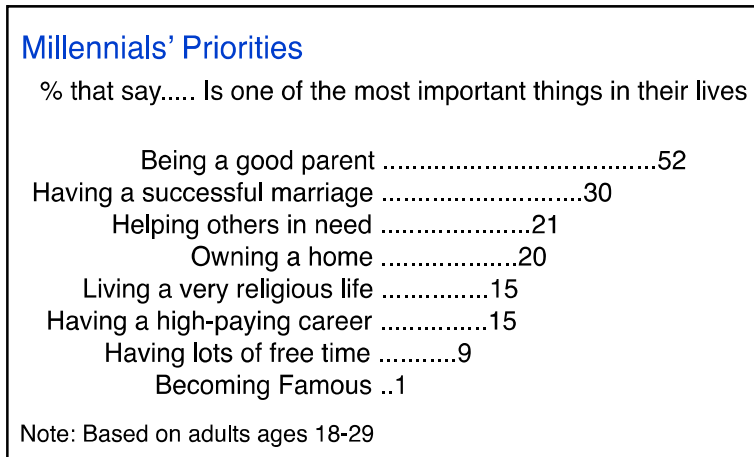 Millennials' Priorities
% that say..... Is one of the most important things in their lives
Being a good parent ....................................52
Having a successful marriage ...........................30
Helping others in need ....................21
Owning a home ..................20
Living a very religious life ...............15
Having a high-paying career ..............15
Having lots of free time ...........9
Becoming Famous ..1
Note: Based on adults ages 18-29